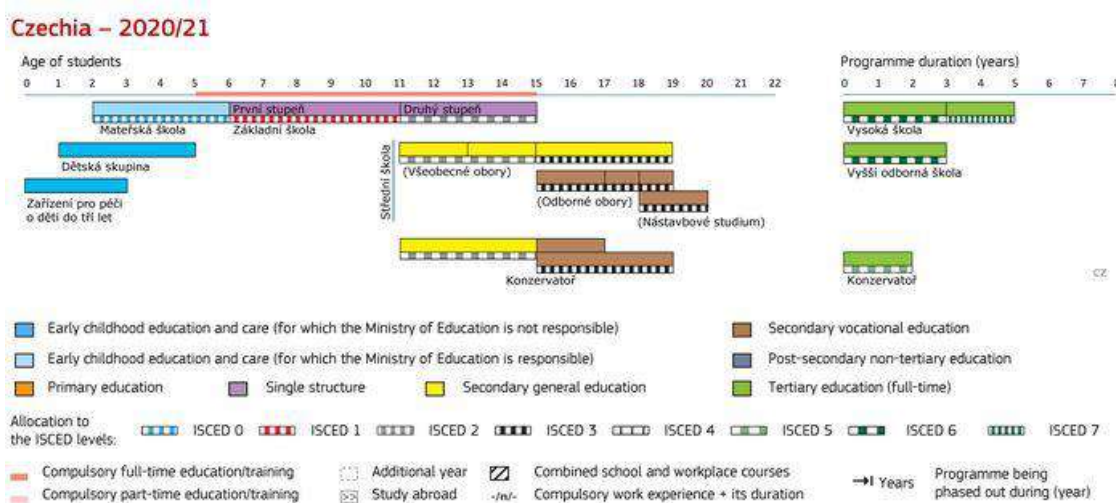 Czechia – 2020/21
Age of students
Programme duration (years)
0 1 2 3 4 5 6 7 8 9 10 11 12 13 14 15 16 17 18 19 20 21 22
0 1 2 3 4 5 6 7 8
První stupeň
Druhý stupeň
Mateřská škola
Základní škola
Vysoká škola
Dětská skupina
(Všeobecné obory)
Vyšší odborná škola
Střední škola
Zařízení pro péči
o děti do tří let
(Odborné obory)
(Nástavbové studium)
Konzervatoř
Konzervatoř
CZ
Early childhood education and care (for which the Ministry of Education is not responsible)
Secondary vocational education
Early childhood education and care (for which the Ministry of Education is responsible)
Post-secondary non-tertiary education
Primary education
Single structure
Secondary general education
Tertiary education (full-time)
Allocation to
the ISCED levels:
ISCED 0
ISCED 1
ISCED 2
ISCED 3
ISCED 4
ISCED 5
ISCED 6
ISCED 7
Compulsory full-time education/training
Additional year
Combined school and workplace courses
Years
Programme being
phased out during (year)
Compulsory part-time education/training
>> Study abroad
-/n/- Compulsory work experience + its duration